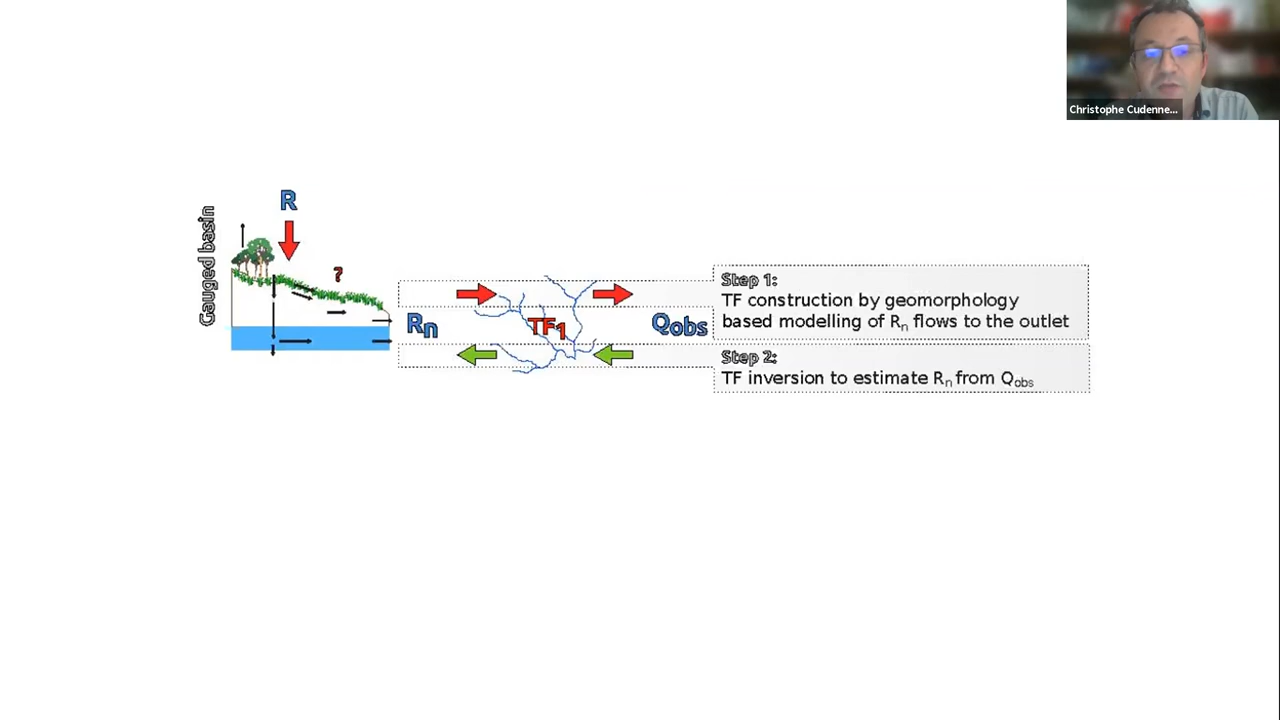 Christophe Cudenne...
Gauged basin
R
?
Rn
TF1
Qobs
Step 1:
TF construction by geomorphology
based modelling of Rn flows to the outlet
Step 2:
TF inversion to estimate Rn from Qobs